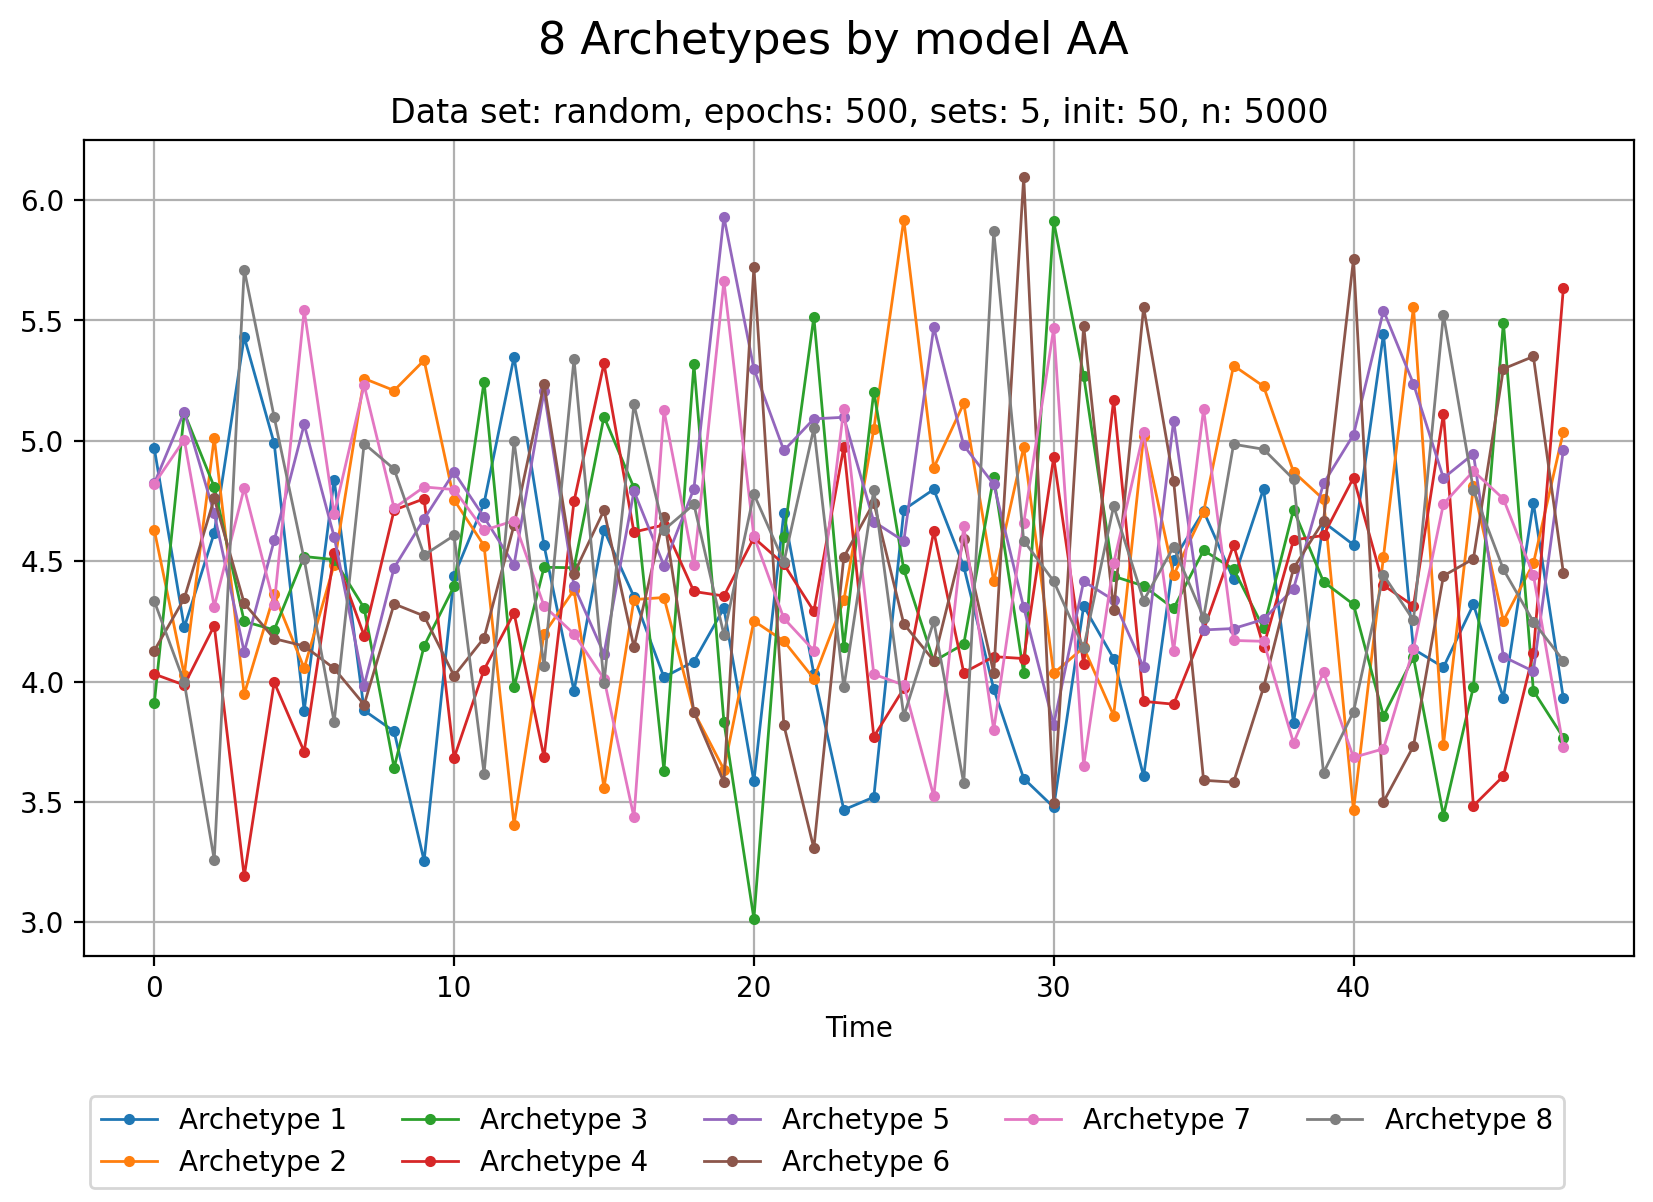 8 Archetypes by model AA
Data set: random, epochs: 500, sets: 5, init: 50, n: 5000
6.0
5.5
5.0
4.5
4.0
3.5
3.0
0 10 20 30 40
Time
Archetype 1 Archetype 3 Archetype 5 Archetype 7 Archetype 8
Archetype 2 Archetype 4 Archetype 6